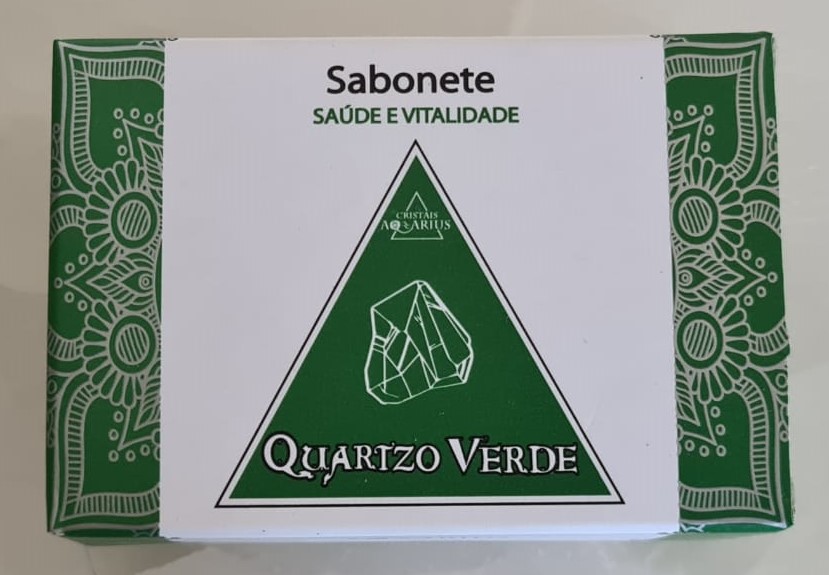 Sabonete
SAÚDE E VITALIDADE
CRISTAIS
AQUARIUS
QUARTZO VERDE